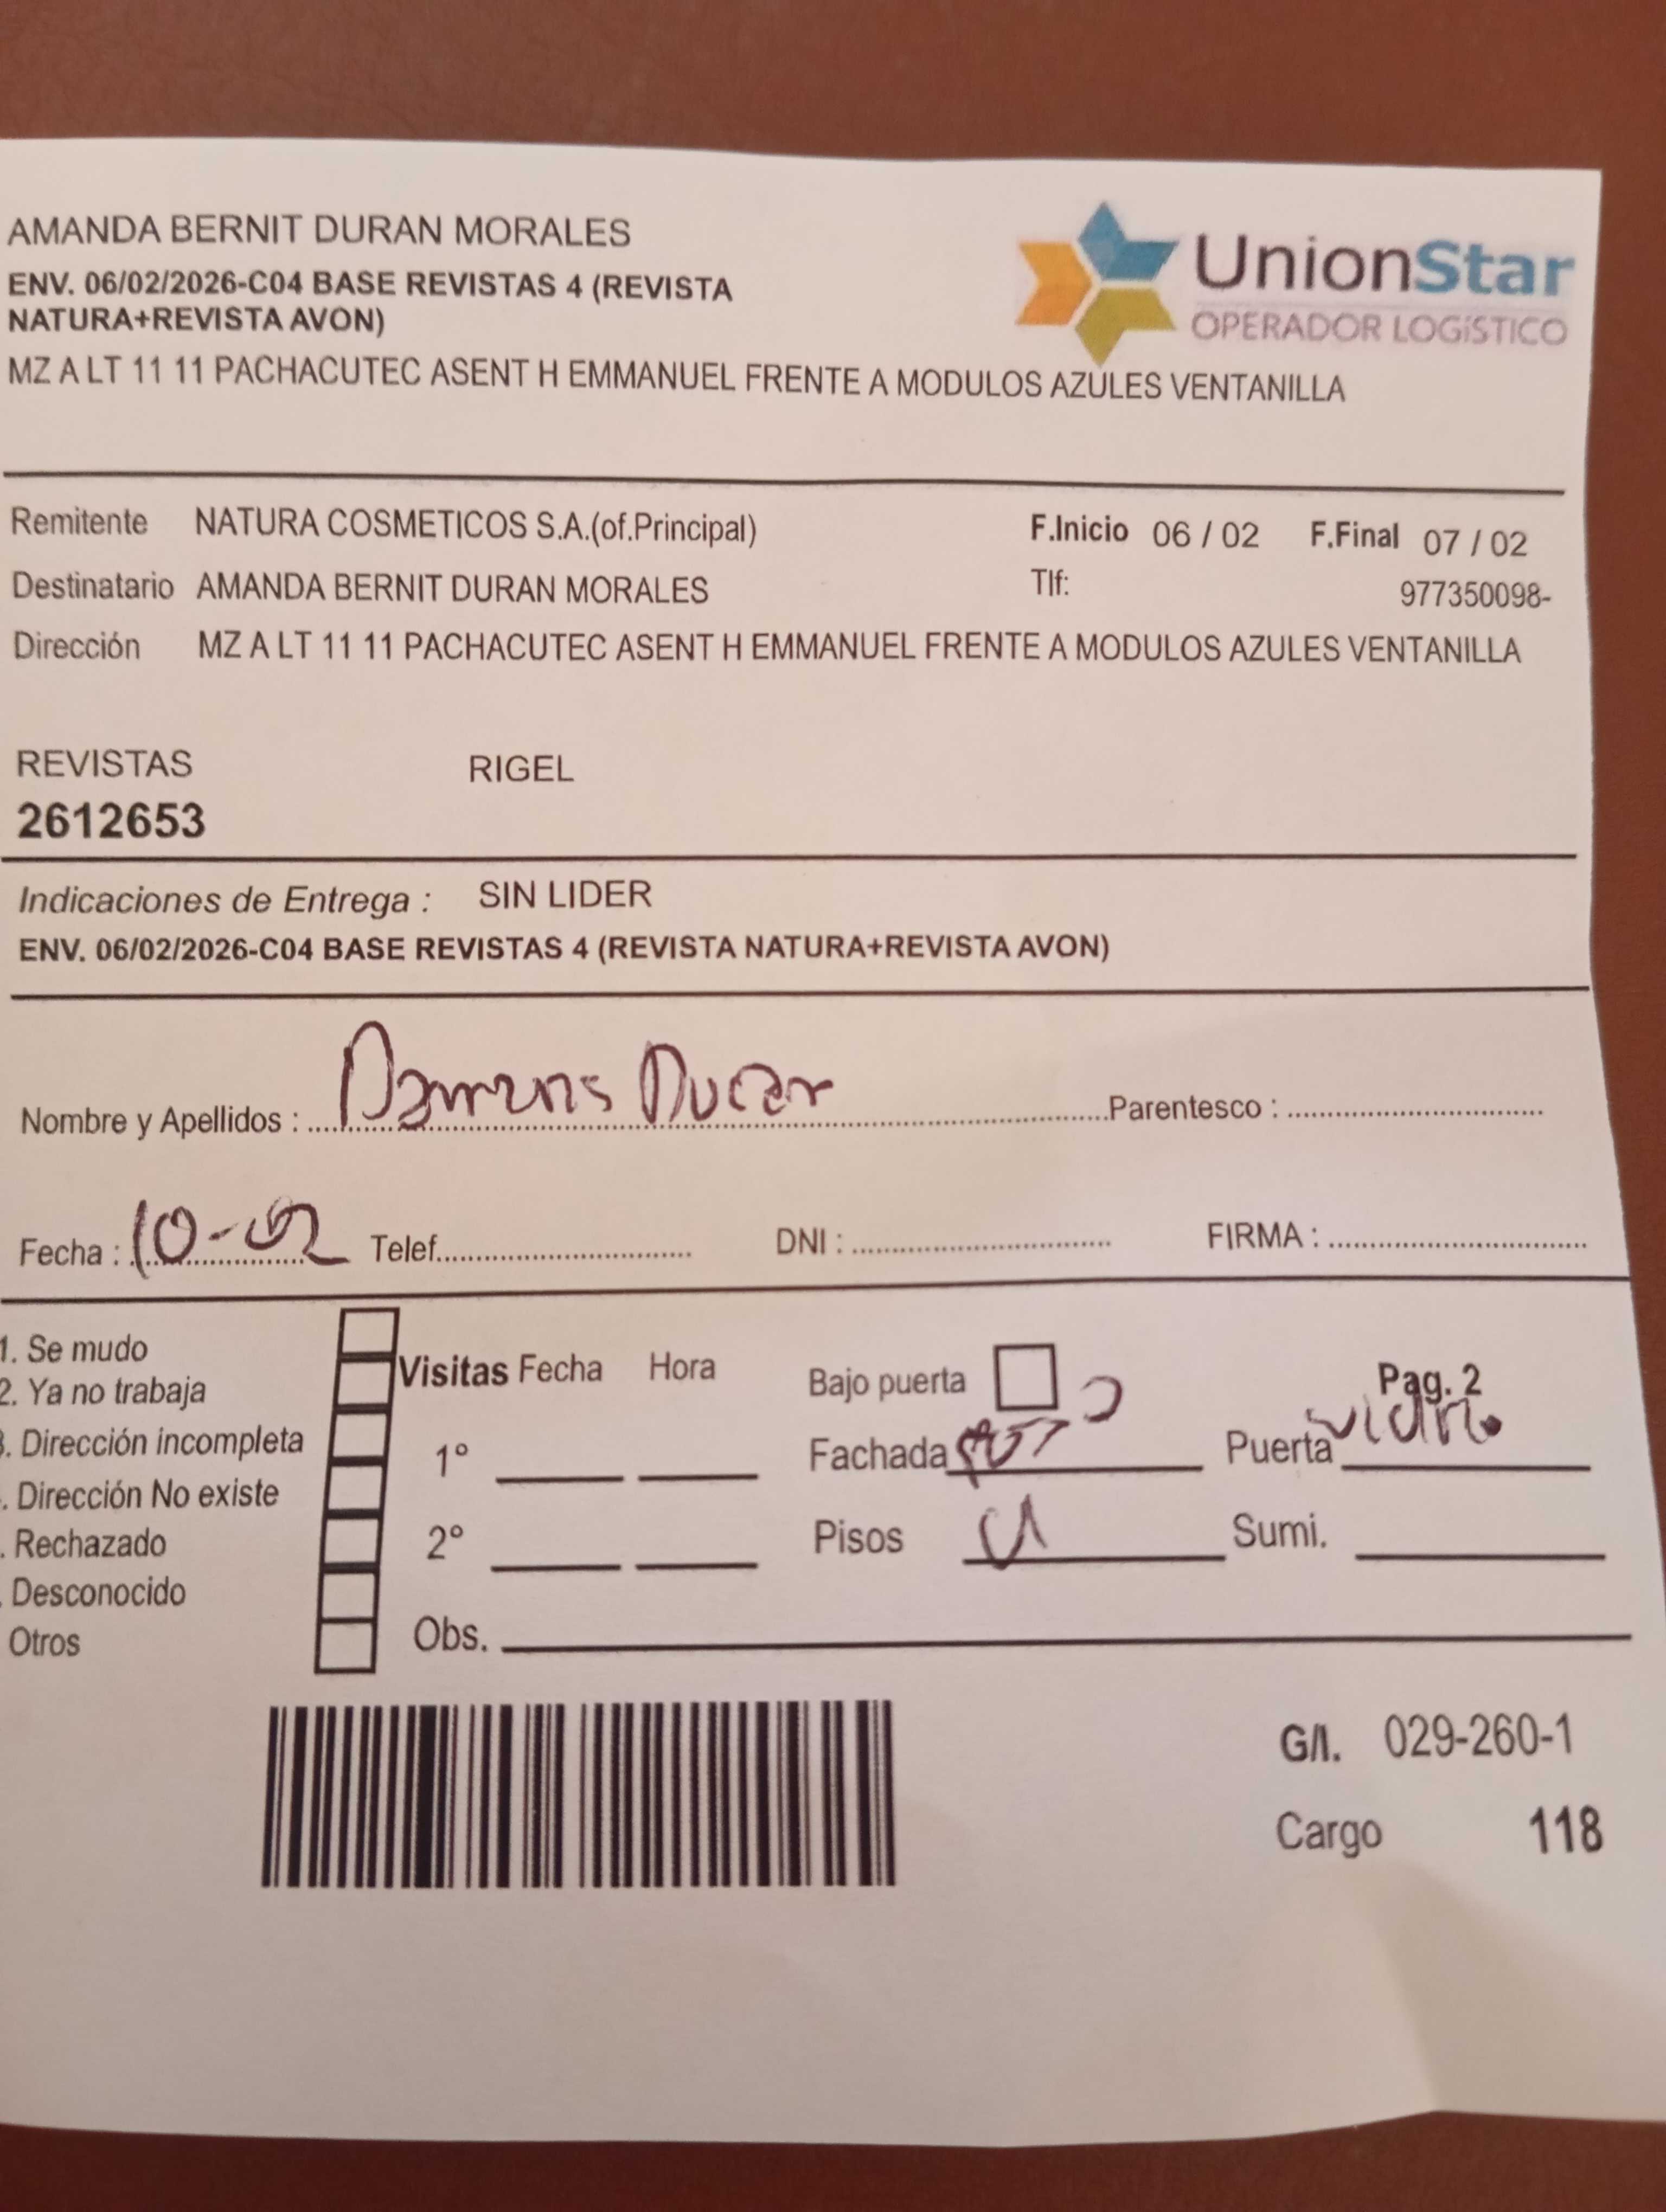 AMANDA BERNIT DURAN MORALES
ENV. 06/02/2026-C04 BASE REVISTAS 4 (REVISTA
NATURA+REVISTA AVON)
MZ A LT 11 11 PACHACUTEC ASENT H EMMANUEL FRENTE A MODULOS AZULES VENTANILLA
UnionStar
OPERADOR LOGíSTICO
Remitente NATURA COSMETICOS S.A.(of.Principal) F.Inicio 06 / 02 F.Final 07 / 02
Destinatario AMANDA BERNIT DURAN MORALES Tlf: 977350098-
Dirección MZ A LT 11 11 PACHACUTEC ASENT H EMMANUEL FRENTE A MODULOS AZULES VENTANILLA
REVISTAS RIGEL
2612653
Indicaciones de Entrega : SIN LIDER
ENV. 06/02/2026-C04 BASE REVISTAS 4 (REVISTA NATURA+REVISTA AVON)
Nombre y Apellidos : Parentesco :
Fecha : 10-02 Telef. DNI : FIRMA :
1. Se mudo
2. Ya no trabaja
3. Dirección incompleta
. Dirección No existe
. Rechazado
. Desconocido
Otros
Visitas Fecha Hora
1°
2°
Obs.
Bajo puerta Pag. 2
Fachada Puerta
Pisos Sumi.
G/I. 029-260-1
Cargo 118